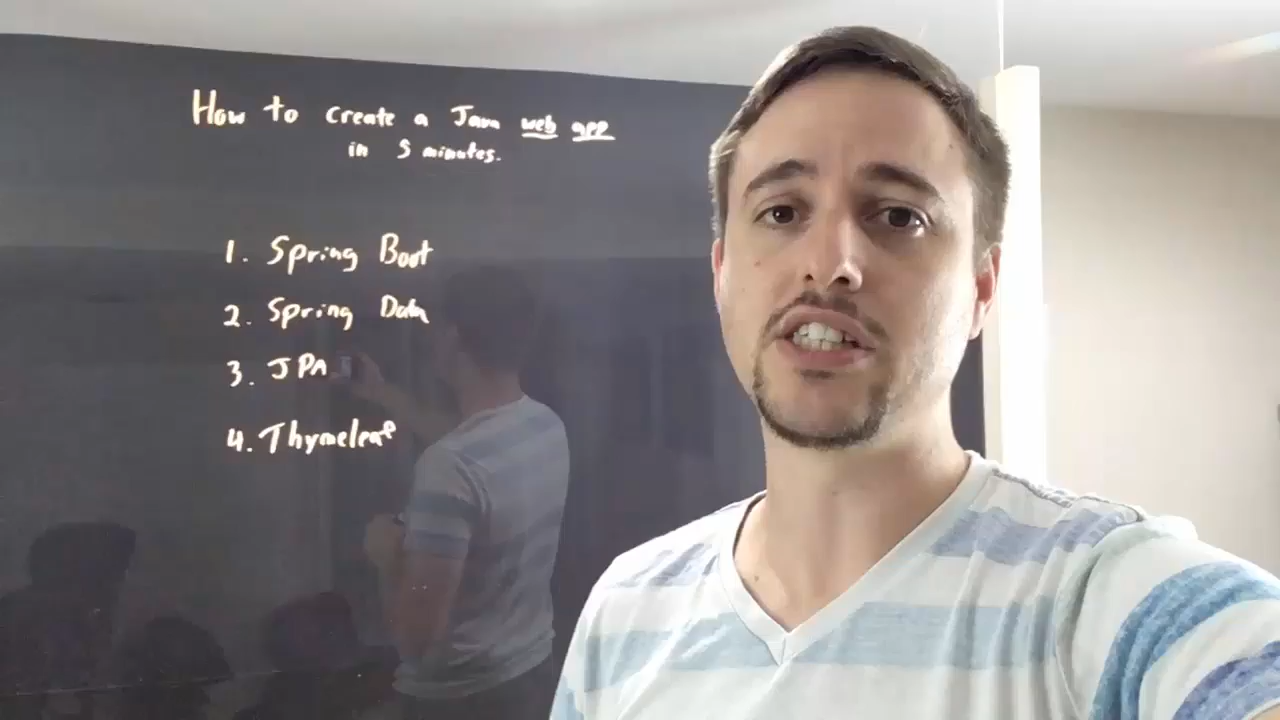 How to create a Java web app
in 5 minutes.
1. Spring Boot
2. Spring Data
3. JPA
4. Thymeleaf